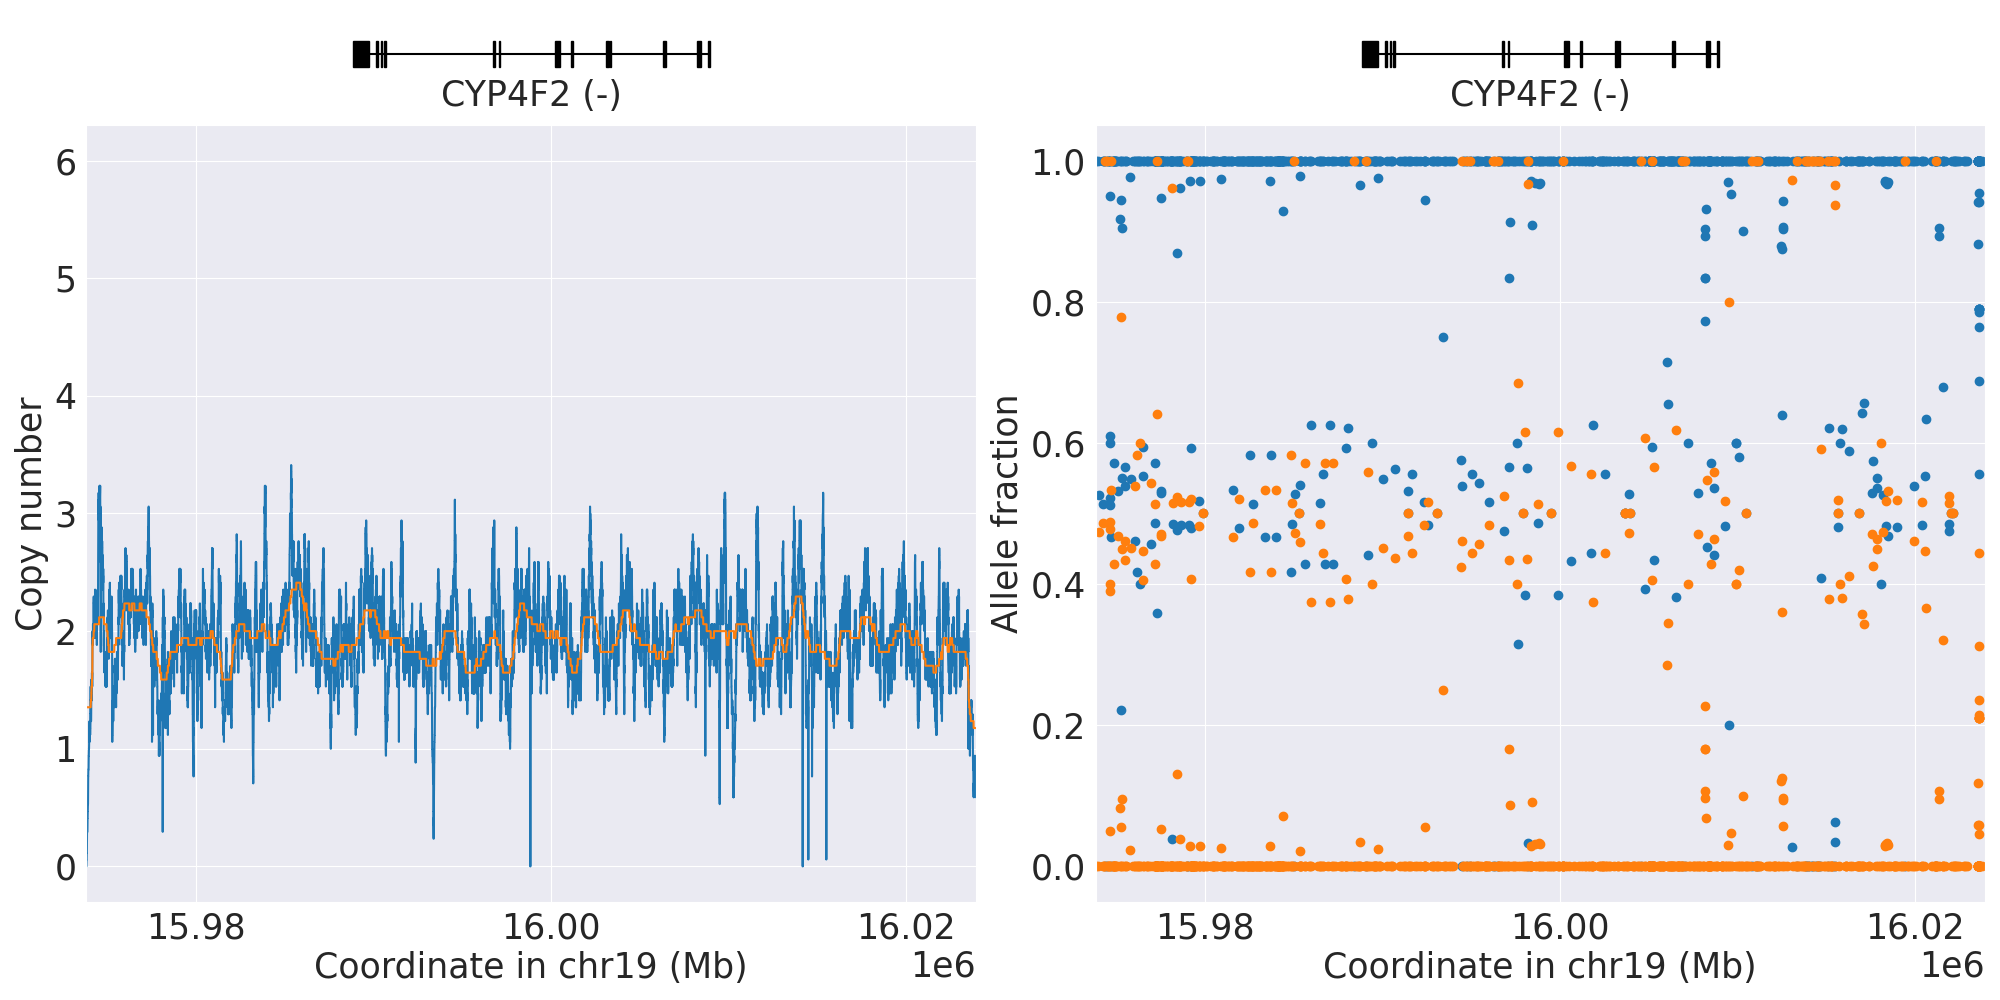 CYP4F2 (-)
6
5
4
3
2
1
0
Copy number
15.98
16.00
16.02
Coordinate in chr19 (Mb)
1e6
CYP4F2 (-)
1.0
0.8
0.6
0.4
0.2
0.0
Allele fraction
15.98
16.00
16.02
Coordinate in chr19 (Mb)
1e6